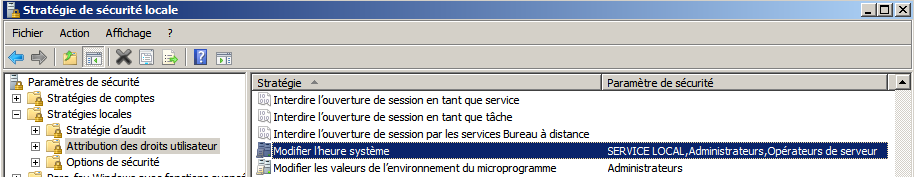 Stratégie de sécurité locale
Fichier Action Affichage ?
Paramètres de sécurité
Stratégies de comptes
Stratégies locales
Stratégie d'audit
Attribution des droits utilisateur
Options de sécurité
Stratégie Paramètre de sécurité
Interdire l'ouverture de session en tant que service
Interdire l'ouverture de session en tant que tâche
Interdire l'ouverture de session par les services Bureau à distance
Modifier l'heure système SERVICE LOCAL,Administrateurs,Opérateurs de serveur
Modifier les valeurs de l'environnement du microprogramme Administrateurs